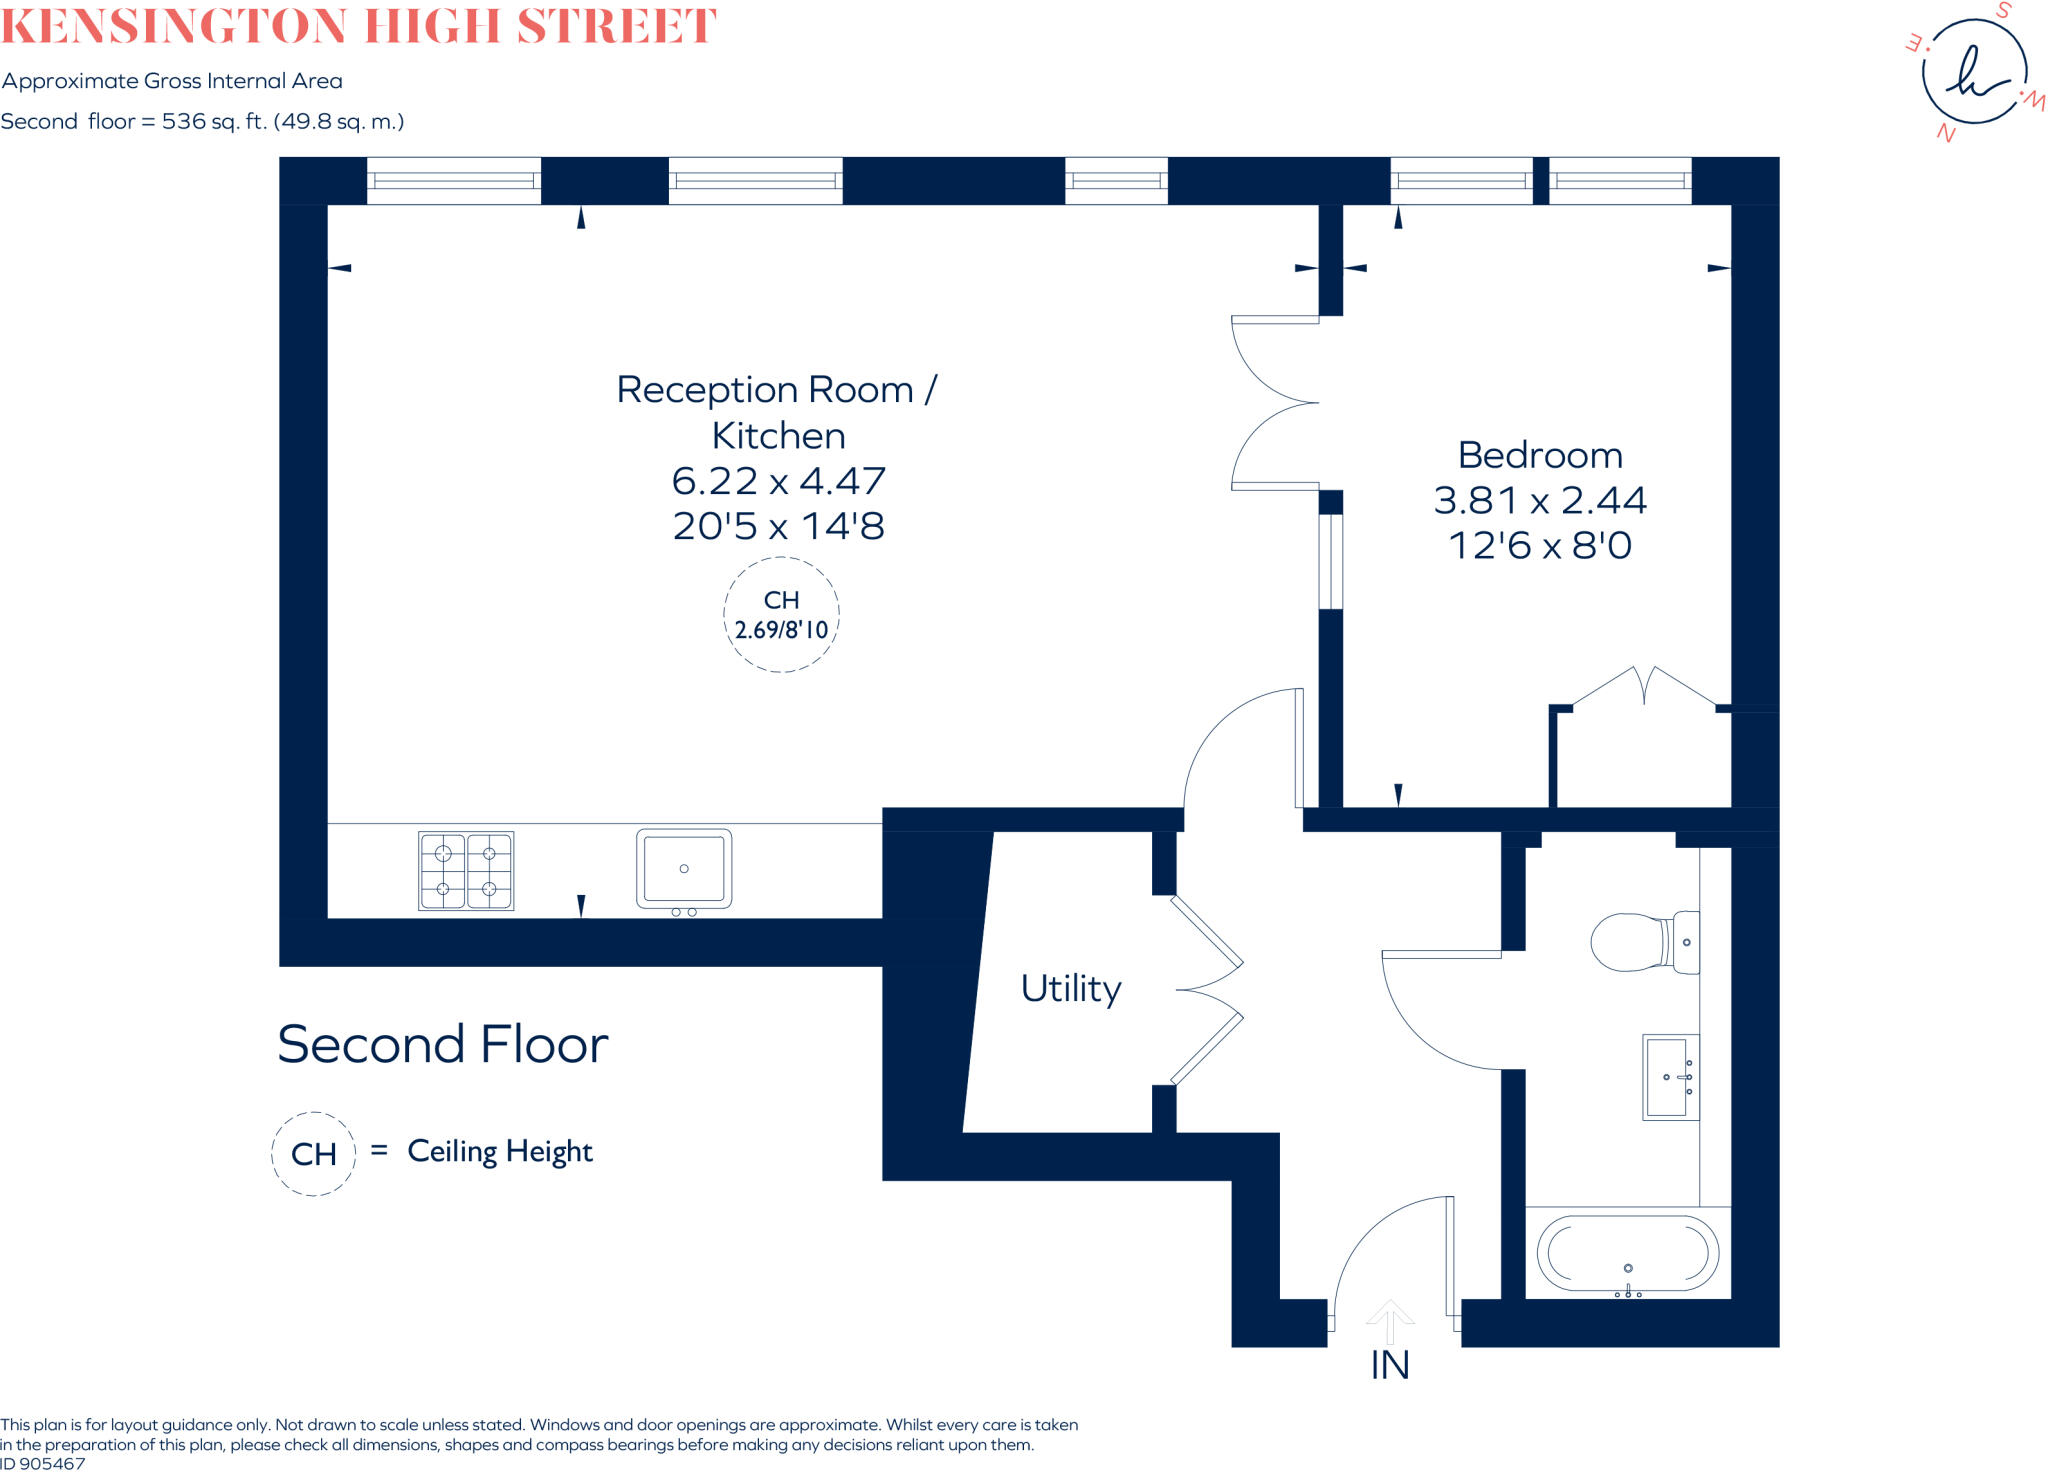 KENSINGTON HIGH STREET
Approximate Gross Internal Area
Second floor = 536 sq. ft. (49.8 sq. m.)
S
E
W
N
Reception Room /
Kitchen
6.22 x 4.47
20'5 x 14'8
CH
2.69/8'10
Bedroom
3.81 x 2.44
12'6 x 8'0
Utility
Second Floor
CH = Ceiling Height
IN
This plan is for layout guidance only. Not drawn to scale unless stated. Windows and door openings are approximate. Whilst every care is taken
in the preparation of this plan, please check all dimensions, shapes and compass bearings before making any decisions reliant upon them.
ID 905467